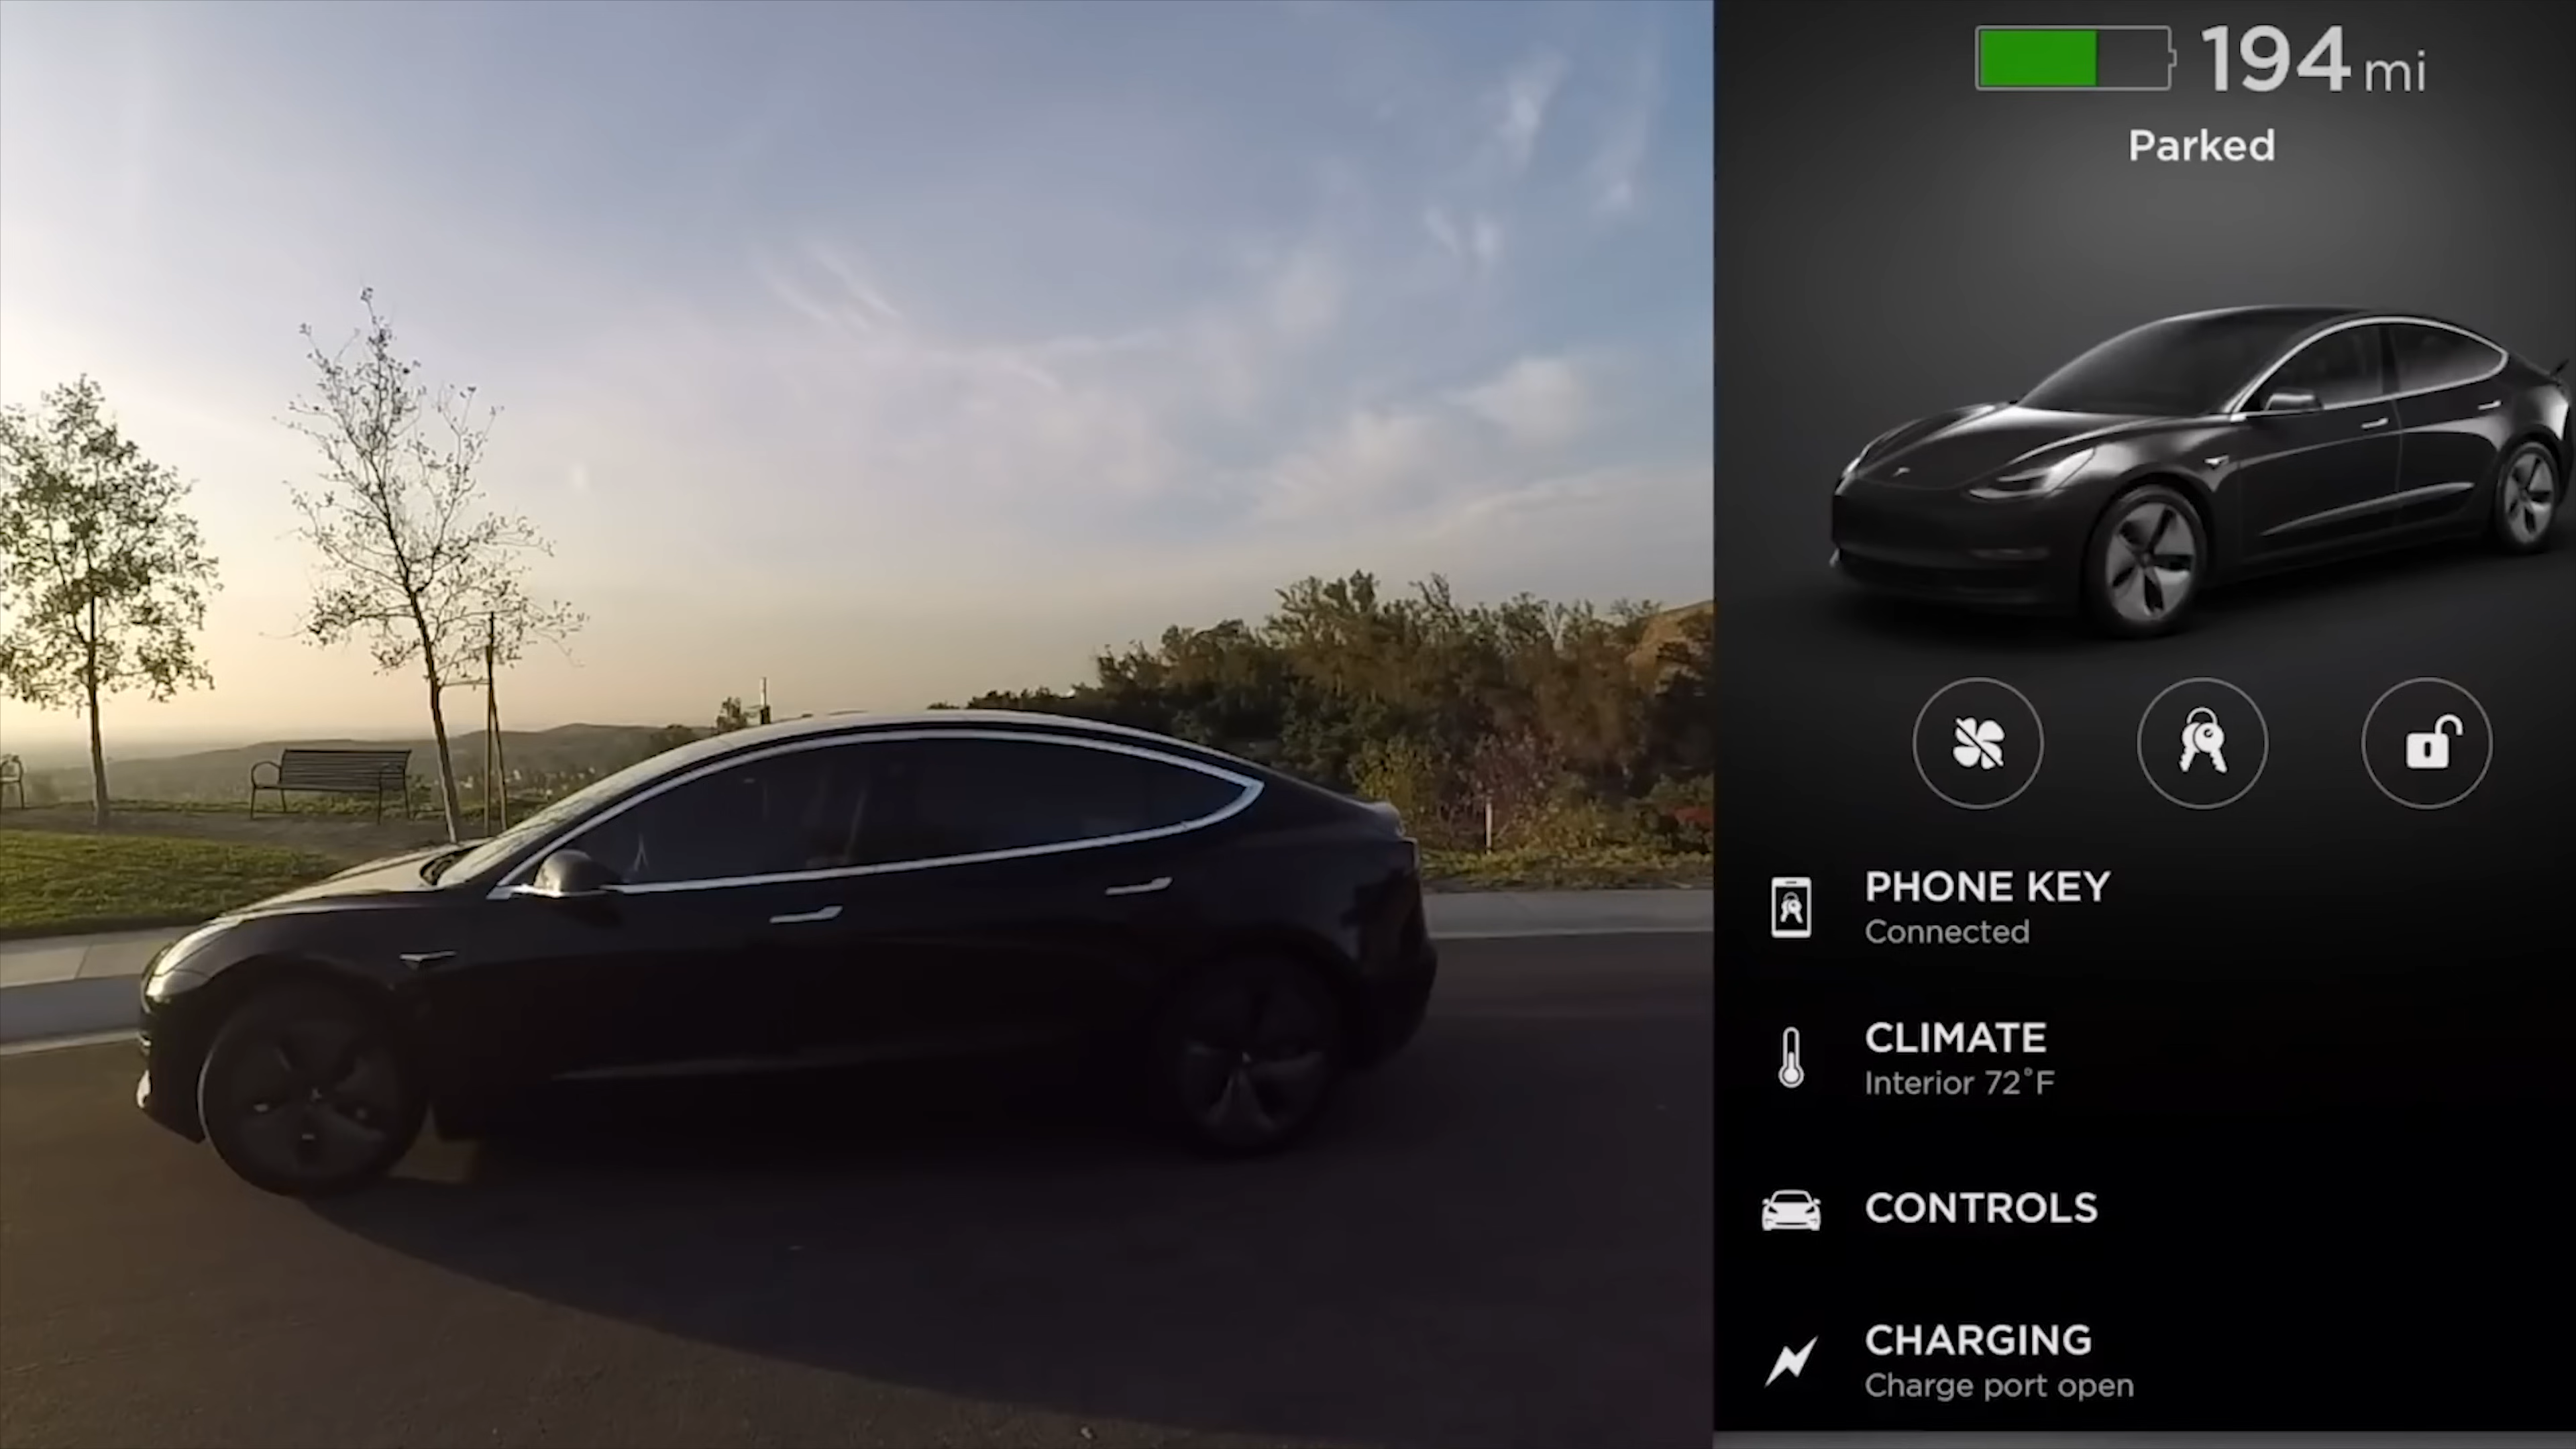 194 mi
Parked
PHONE KEY
Connected
CLIMATE
Interior 72°F
CONTROLS
CHARGING
Charge port open